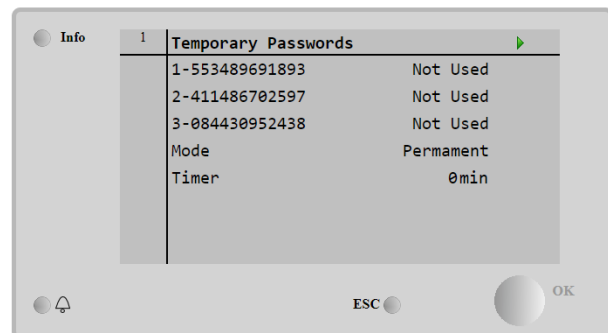 Info
1 Temporary Passwords
1-553489691893 Not Used
2-411486702597 Not Used
3-084430952438 Not Used
Mode Permament
Timer 0min
ESC OK